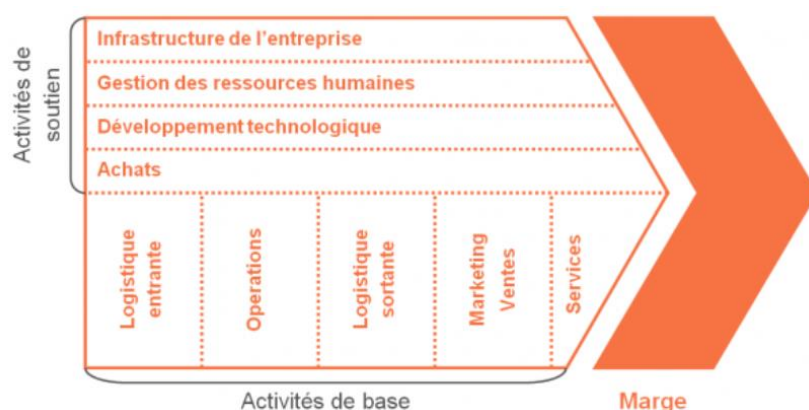 Activités de
soutien
Infrastructure de l'entreprise
Gestion des ressources humaines
Développement technologique
Achats
Logistique
entrante
Operations
Logistique
sortante
Marketing
Ventes
Services
Activités de base
Marge